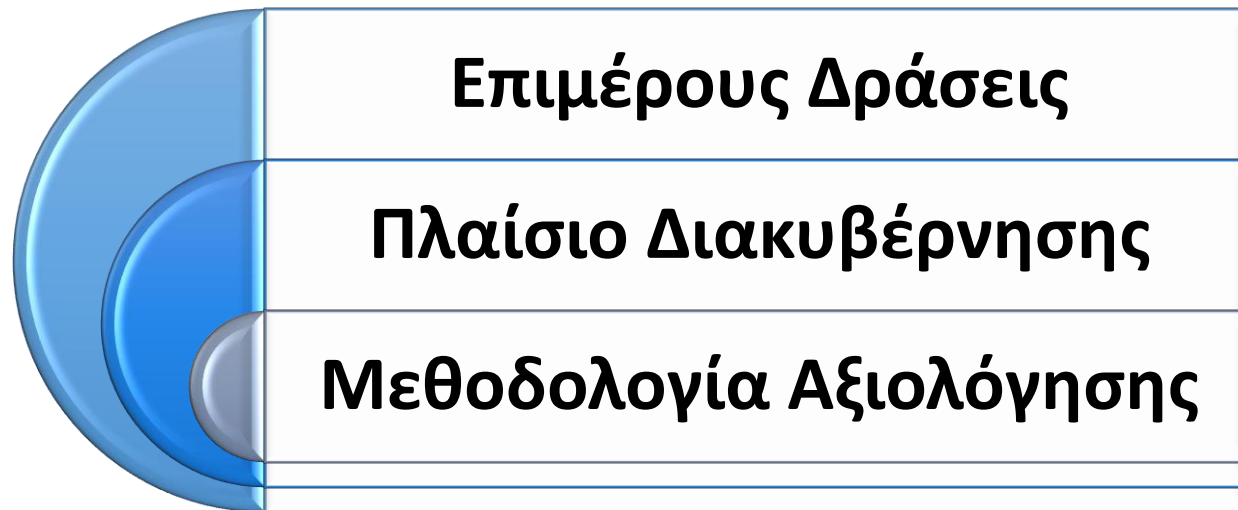 Επιμέρους Δράσεις
Πλαίσιο Διακυβέρνησης
Μεθοδολογία Αξιολόγησης